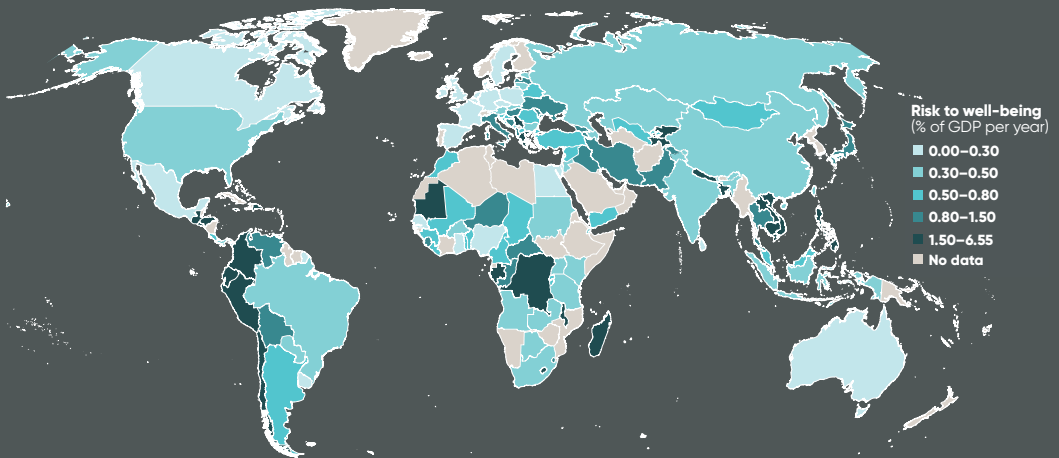 Risk to well-being
(% of GDP per year)
0.00–0.30
0.30–0.50
0.50–0.80
0.80–1.50
1.50–6.55
No data